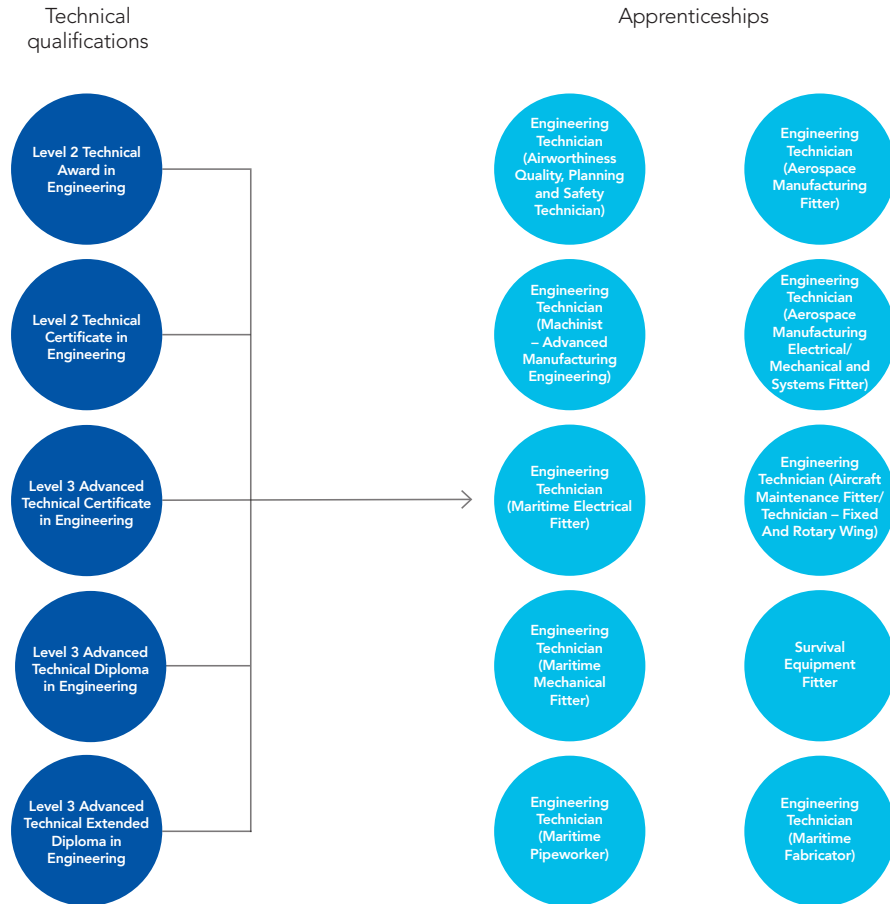 Technical
qualifications
Apprenticeships
Level 2 Technical
Award in
Engineering
Engineering
Technician
(Airworthiness
Quality, Planning
and Safety
Technician)
Engineering
Technician
(Aerospace
Manufacturing
Fitter)
Level 2 Technical
Certificate in
Engineering
Engineering
Technician
(Machinist
– Advanced
Manufacturing
Engineering)
Engineering
Technician
(Aerospace
Manufacturing
Electrical/
Mechanical and
Systems Fitter)
Level 3 Advanced
Technical Certificate
in Engineering
Engineering
Technician
(Maritime Electrical
Fitter)
Engineering
Technician (Aircraft
Maintenance Fitter/
Technician – Fixed
And Rotary Wing)
Level 3 Advanced
Technical Diploma
in Engineering
Engineering
Technician
(Maritime
Mechanical
Fitter)
Survival
Equipment
Fitter
Level 3 Advanced
Technical Extended
Diploma in
Engineering
Engineering
Technician
(Maritime
Pipeworker)
Engineering
Technician
(Maritime
Fabricator)